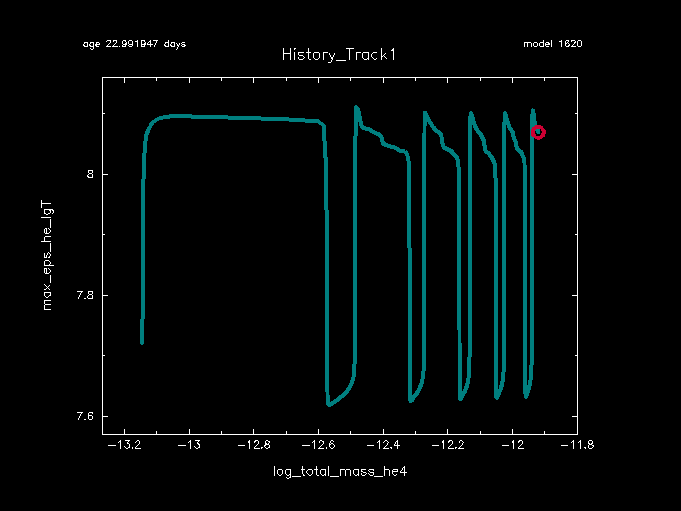 age 22.991947 days
model 1620
History_Track1
8
7.8
7.6
max_eps_he_lgT
-13.2
-13
-12.8
-12.6
-12.4
-12.2
-12
-11.8
log_total_mass_he4